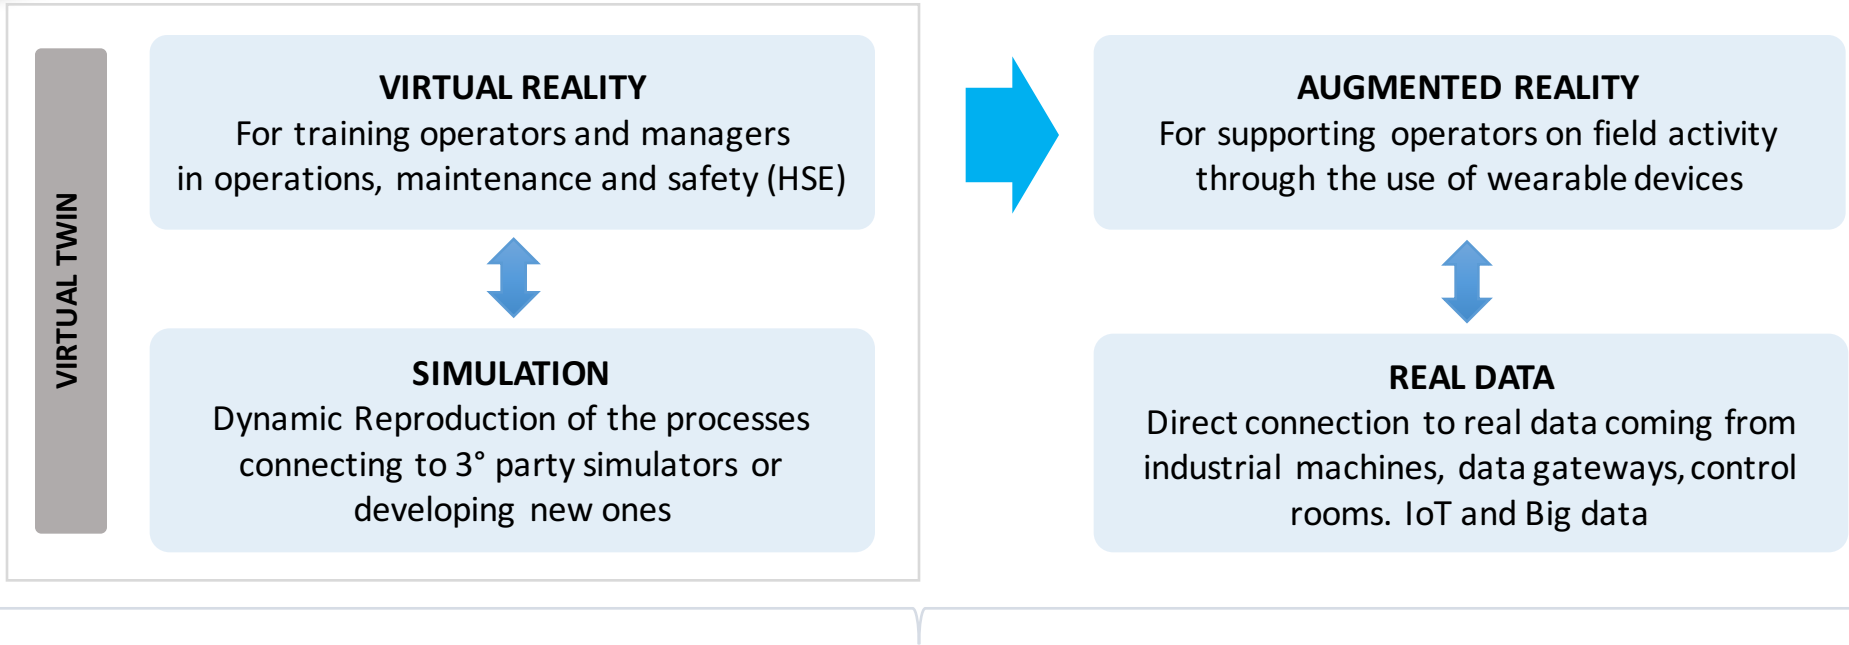 VIRTUAL TWIN
VIRTUAL REALITY
For training operators and managers
in operations, maintenance and safety (HSE)
SIMULATION
Dynamic Reproduction of the processes
connecting to 3° party simulators or
developing new ones
AUGMENTED REALITY
For supporting operators on field activity
through the use of wearable devices
REAL DATA
Direct connection to real data coming from
industrial machines, data gateways, control
rooms. IoT and Big data